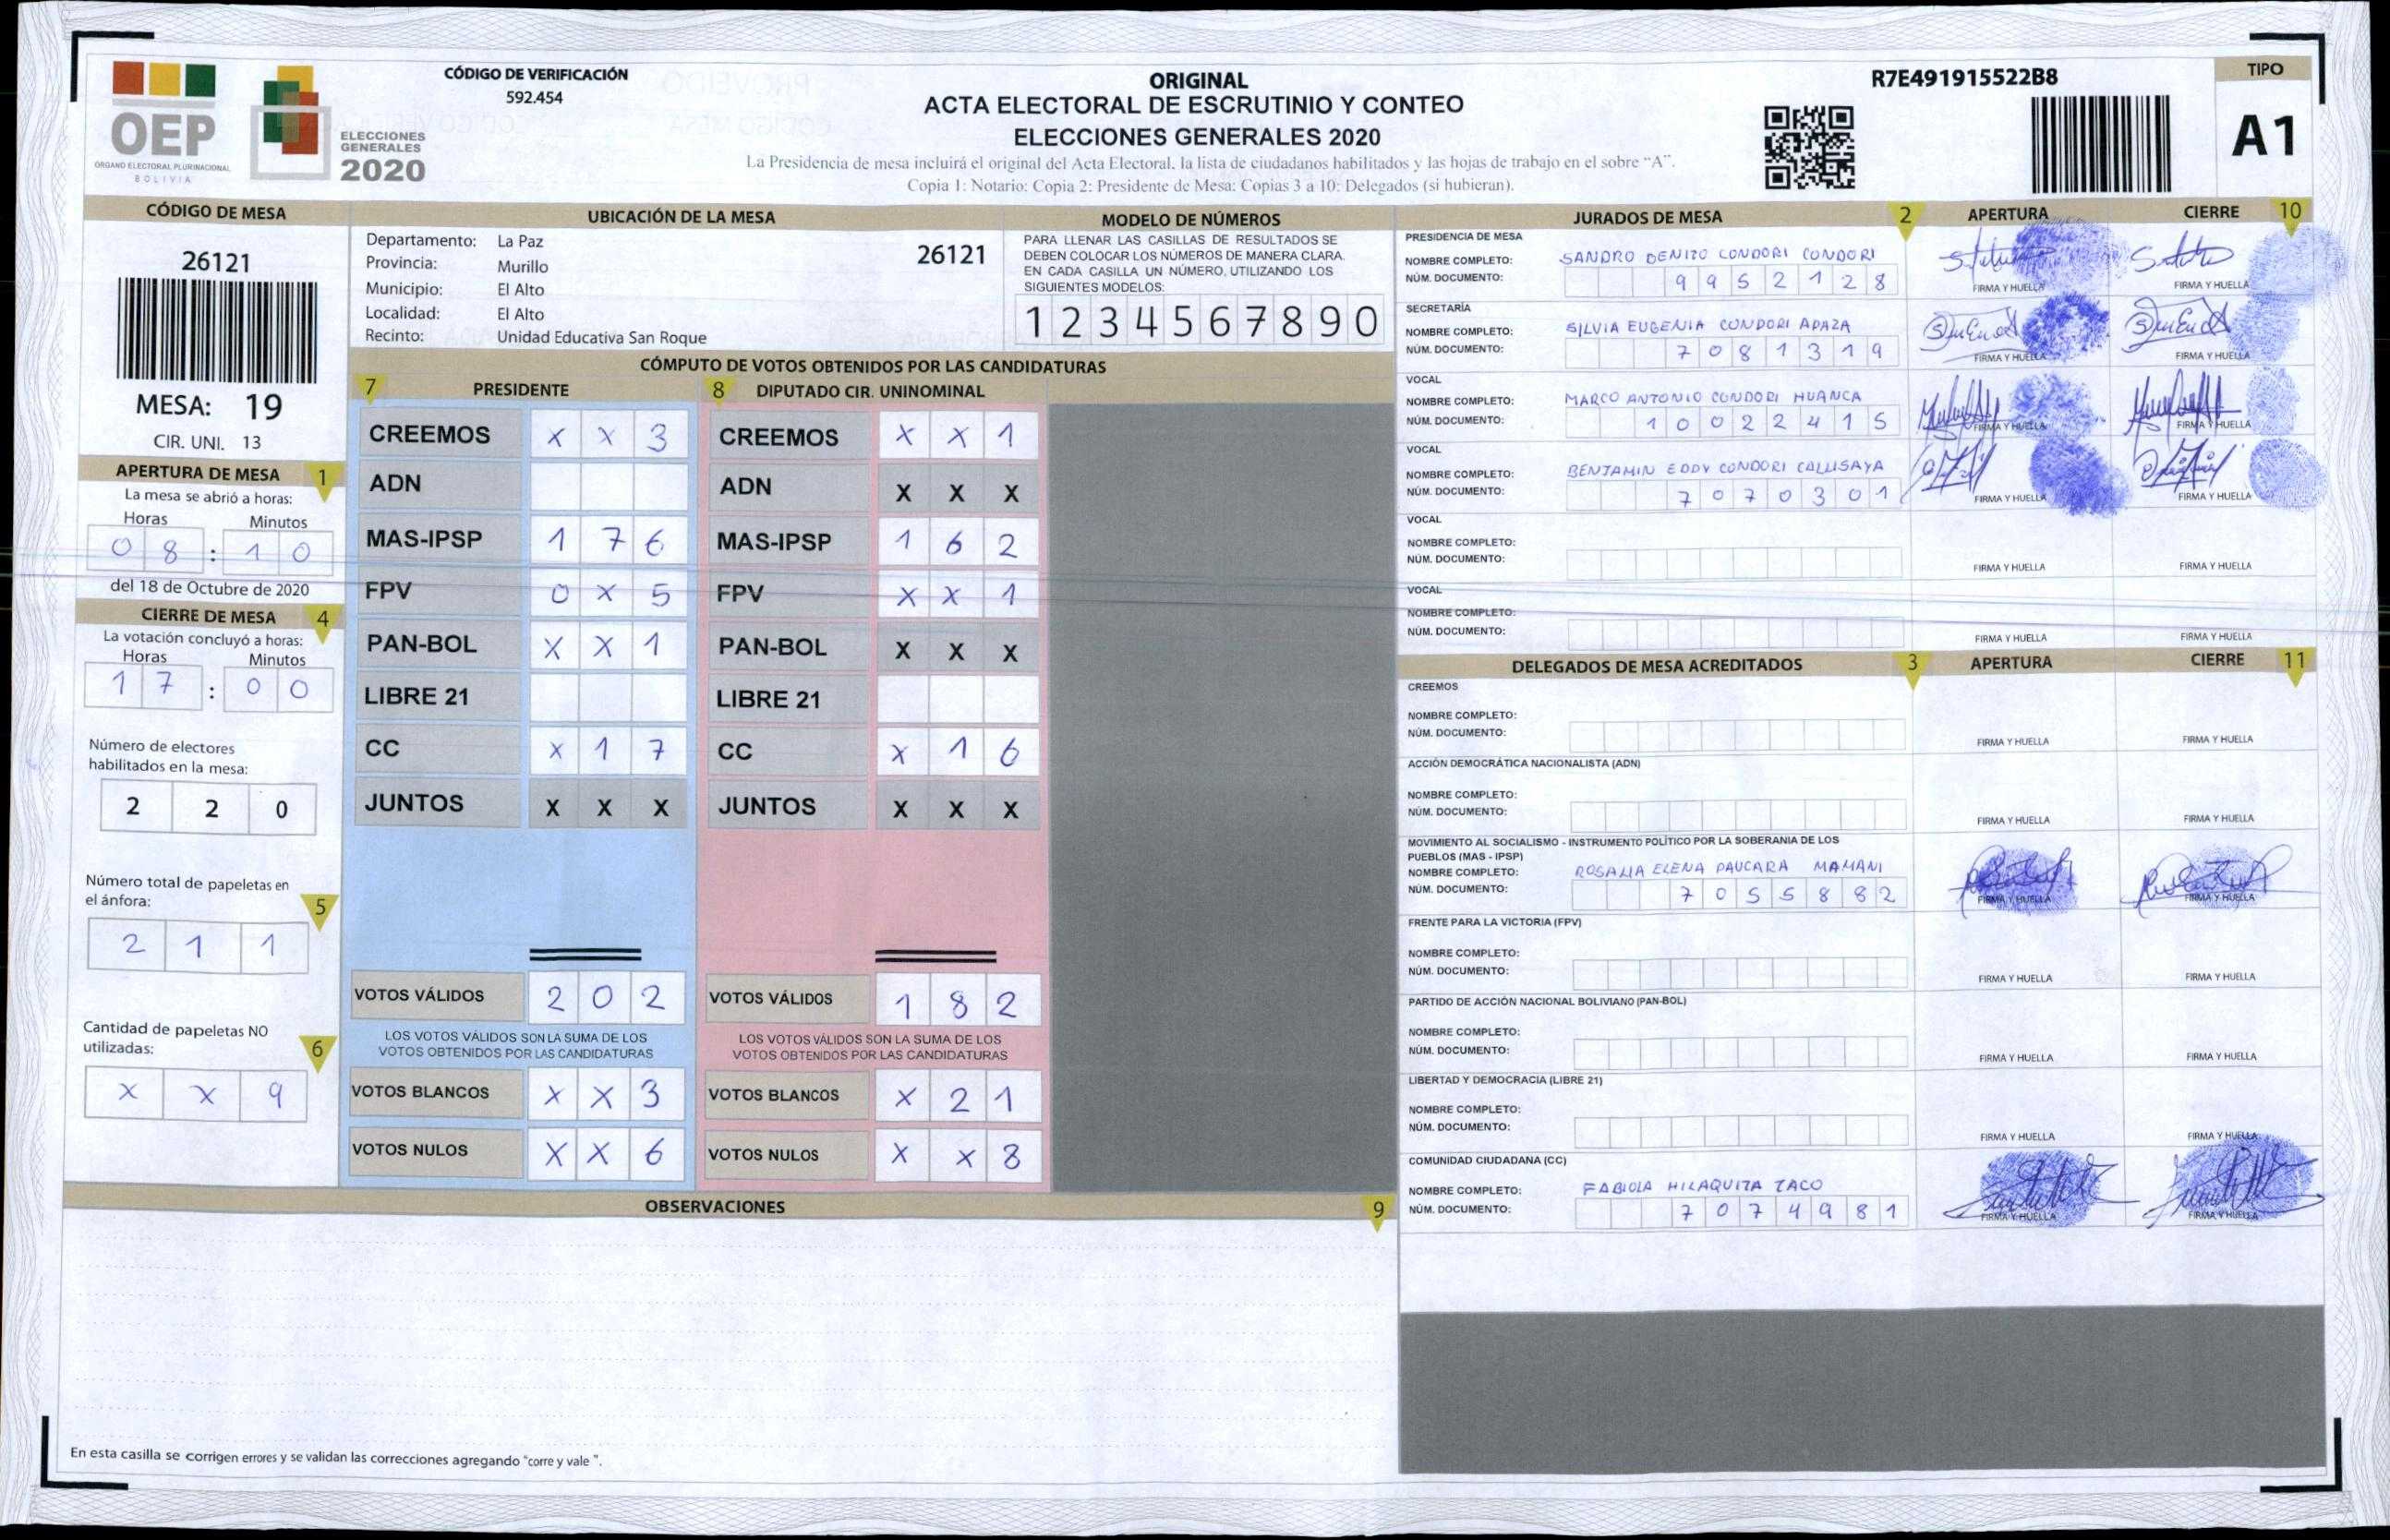 OEP
ÓRGANO ELECTORAL PLURINACIONAL
BOLIVIA
ELECCIONES
GENERALES
2020
CÓDIGO DE VERIFICACIÓN
592.454
ORIGINAL
ACTA ELECTORAL DE ESCRUTINIO Y CONTEO
ELECCIONES GENERALES 2020
La Presidencia de mesa incluirá el original del Acta Electoral, la lista de ciudadanos habilitados y las hojas de trabajo en el sobre "A".
Copia 1: Notario: Copia 2: Presidente de Mesa: Copias 3 a 10: Delegados (si hubieran).
R7E491915522B8
TIPO
A1
CÓDIGO DE MESA
26121
MESA: 19
CIR. UNI. 13
APERTURA DE MESA 1
La mesa se abrió a horas:
Horas Minutos
0 8 : 1 0
del 18 de Octubre de 2020
CIERRE DE MESA 4
La votación concluyó a horas:
Horas Minutos
1 7 : 0 0
Número de electores
habilitados en la mesa:
2 2 0
Número total de papeletas en
el ánfora: 5
2 1 1
Cantidad de papeletas NO
utilizadas: 6
X X 9
UBICACIÓN DE LA MESA
Departamento: La Paz 26121
Provincia: Murillo
Municipio: El Alto
Localidad: El Alto
Recinto: Unidad Educativa San Roque
MODELO DE NÚMEROS
PARA LLENAR LAS CASILLAS DE RESULTADOS SE
DEBEN COLOCAR LOS NÚMEROS DE MANERA CLARA.
EN CADA CASILLA UN NÚMERO, UTILIZANDO LOS
SIGUIENTES MODELOS:
1 2 3 4 5 6 7 8 9 0
CÓMPUTO DE VOTOS OBTENIDOS POR LAS CANDIDATURAS
7 PRESIDENTE
CREEMOS X X 3
ADN
MAS-IPSP 1 7 6
FPV 0 X 5
PAN-BOL X X 1
LIBRE 21
CC X 1 7
JUNTOS X X X
VOTOS VÁLIDOS 2 0 2
LOS VOTOS VÁLIDOS SON LA SUMA DE LOS
VOTOS OBTENIDOS POR LAS CANDIDATURAS
VOTOS BLANCOS X X 3
VOTOS NULOS X X 6
8 DIPUTADO CIR. UNINOMINAL
CREEMOS X X 1
ADN X X X
MAS-IPSP 1 6 2
FPV X X 1
PAN-BOL X X X
LIBRE 21
CC X 1 6
JUNTOS X X X
VOTOS VÁLIDOS 1 8 2
LOS VOTOS VÁLIDOS SON LA SUMA DE LOS
VOTOS OBTENIDOS POR LAS CANDIDATURAS
VOTOS BLANCOS X 2 1
VOTOS NULOS X X 8
OBSERVACIONES 9
En esta casilla se corrigen errores y se validan las correcciones agregando "corre y vale ".
JURADOS DE MESA 2 APERTURA CIERRE 10
PRESIDENCIA DE MESA
NOMBRE COMPLETO: SANDRO BENITO CONDORI CONDORI
NÚM. DOCUMENTO: 9 9 5 2 1 2 8
FIRMA Y HUELLA FIRMA Y HUELLA
SECRETARÍA
NOMBRE COMPLETO: SILVIA EUGENIA CONDORI APAZA
NÚM. DOCUMENTO: 7 0 8 1 3 1 9
FIRMA Y HUELLA FIRMA Y HUELLA
VOCAL
NOMBRE COMPLETO: MARCO ANTONIO CONDORI HUANCA
NÚM. DOCUMENTO: 1 0 0 2 2 4 1 5
FIRMA Y HUELLA FIRMA Y HUELLA
VOCAL
NOMBRE COMPLETO: BENJAMIN EDDY CONDORI CALLISAYA
NÚM. DOCUMENTO: 7 0 7 0 3 0 1
FIRMA Y HUELLA FIRMA Y HUELLA
VOCAL
NOMBRE COMPLETO:
NÚM. DOCUMENTO:
FIRMA Y HUELLA FIRMA Y HUELLA
VOCAL
NOMBRE COMPLETO:
NÚM. DOCUMENTO:
FIRMA Y HUELLA FIRMA Y HUELLA
DELEGADOS DE MESA ACREDITADOS 3 APERTURA CIERRE 11
CREEMOS
NOMBRE COMPLETO:
NÚM. DOCUMENTO:
FIRMA Y HUELLA FIRMA Y HUELLA
ACCIÓN DEMOCRÁTICA NACIONALISTA (ADN)
NOMBRE COMPLETO:
NÚM. DOCUMENTO:
FIRMA Y HUELLA FIRMA Y HUELLA
MOVIMIENTO AL SOCIALISMO - INSTRUMENTO POLÍTICO POR LA SOBERANIA DE LOS
PUEBLOS (MAS - IPSP)
NOMBRE COMPLETO: ROSALIA ELENA PAUCARA MAMANI
NÚM. DOCUMENTO: 7 0 5 5 8 8 2
FIRMA Y HUELLA FIRMA Y HUELLA
FRENTE PARA LA VICTORIA (FPV)
NOMBRE COMPLETO:
NÚM. DOCUMENTO:
FIRMA Y HUELLA FIRMA Y HUELLA
PARTIDO DE ACCIÓN NACIONAL BOLIVIANO (PAN-BOL)
NOMBRE COMPLETO:
NÚM. DOCUMENTO:
FIRMA Y HUELLA FIRMA Y HUELLA
LIBERTAD Y DEMOCRACIA (LIBRE 21)
NOMBRE COMPLETO:
NÚM. DOCUMENTO:
FIRMA Y HUELLA FIRMA Y HUELLA
COMUNIDAD CIUDADANA (CC)
NOMBRE COMPLETO: FABIOLA HILAQUITA TACO
NÚM. DOCUMENTO: 7 0 7 4 9 8 1
FIRMA Y HUELLA FIRMA Y HUELLA